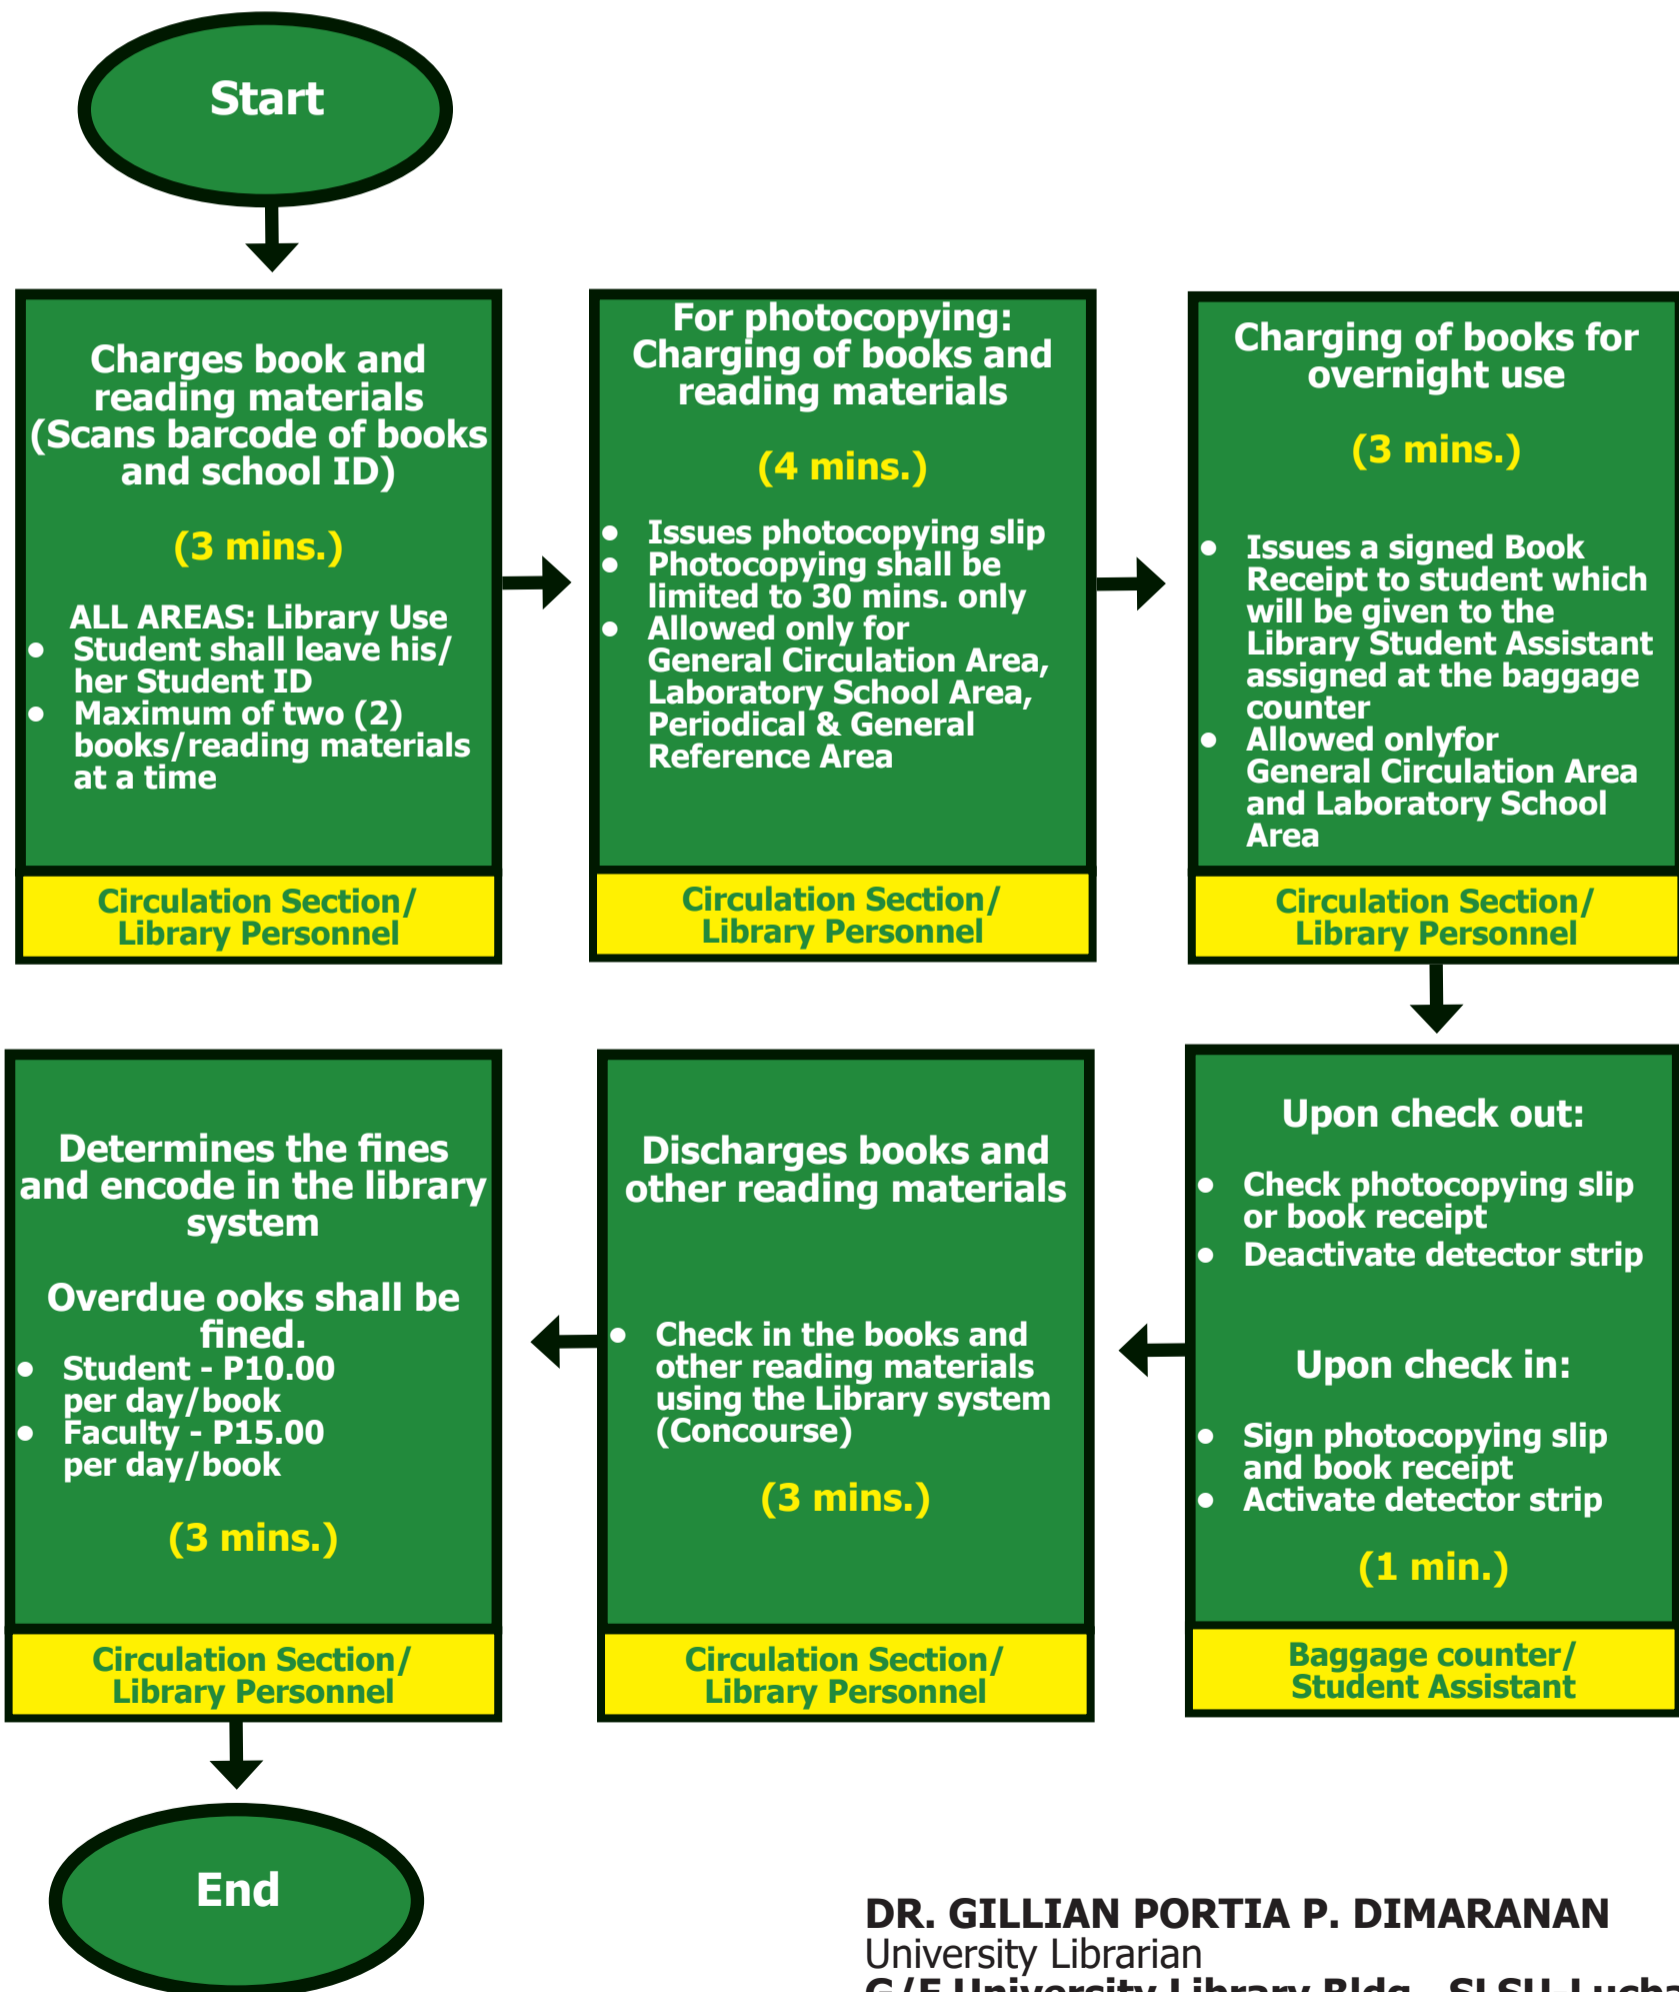 Start
Charges book and
reading materials
(Scans barcode of books
and school ID)
(3 mins.)
ALL AREAS: Library Use
● Student shall leave his/
her Student ID
● Maximum of two (2)
books/reading materials
at a time
Circulation Section/
Library Personnel
For photocopying:
Charging of books and
reading materials
(4 mins.)
● Issues photocopying slip
● Photocopying shall be
limited to 30 mins. only
● Allowed only for
General Circulation Area,
Laboratory School Area,
Periodical & General
Reference Area
Circulation Section/
Library Personnel
Charging of books for
overnight use
(3 mins.)
● Issues a signed Book
Receipt to student which
will be given to the
Library Student Assistant
assigned at the baggage
counter
● Allowed onlyfor
General Circulation Area
and Laboratory School
Area
Circulation Section/
Library Personnel
Upon check out:
● Check photocopying slip
or book receipt
● Deactivate detector strip
Upon check in:
● Sign photocopying slip
and book receipt
● Activate detector strip
(1 min.)
Baggage counter/
Student Assistant
Discharges books and
other reading materials
● Check in the books and
other reading materials
using the Library system
(Concourse)
(3 mins.)
Circulation Section/
Library Personnel
Determines the fines
and encode in the library
system
Overdue ooks shall be
fined.
● Student - P10.00
per day/book
● Faculty - P15.00
per day/book
(3 mins.)
Circulation Section/
Library Personnel
End
DR. GILLIAN PORTIA P. DIMARANAN
University Librarian
G/F University Library Bldg., SLSU-Lucba